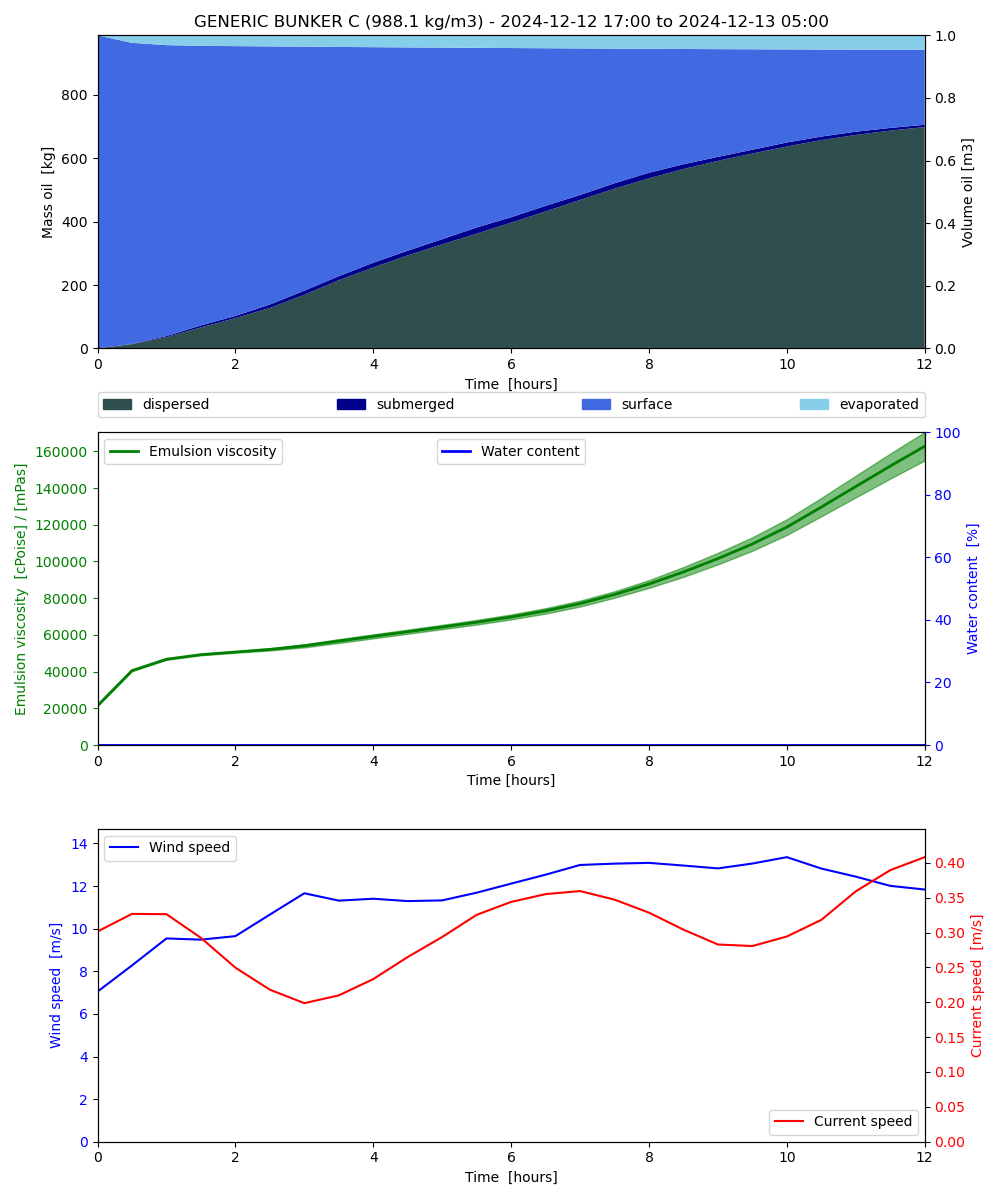 GENERIC BUNKER C (988.1 kg/m3) - 2024-12-12 17:00 to 2024-12-13 05:00
Mass oil [kg]
800
600
400
200
0
1.0
0.8
0.6
0.4
0.2
0.0
Volume oil [m3]
0 2 4 6 8 10 12
Time [hours]
dispersed submerged surface evaporated
Emulsion viscosity [cPoise] / [mPas]
160000
140000
120000
100000
80000
60000
40000
20000
0
Emulsion viscosity
Water content
100
80
60
40
20
0
Water content [%]
0 2 4 6 8 10 12
Time [hours]
Wind speed [m/s]
14
12
10
8
6
4
2
0
Wind speed
0.40
0.35
0.30
0.25
0.20
0.15
0.10
0.05
0.00
Current speed [m/s]
Current speed
0 2 4 6 8 10 12
Time [hours]